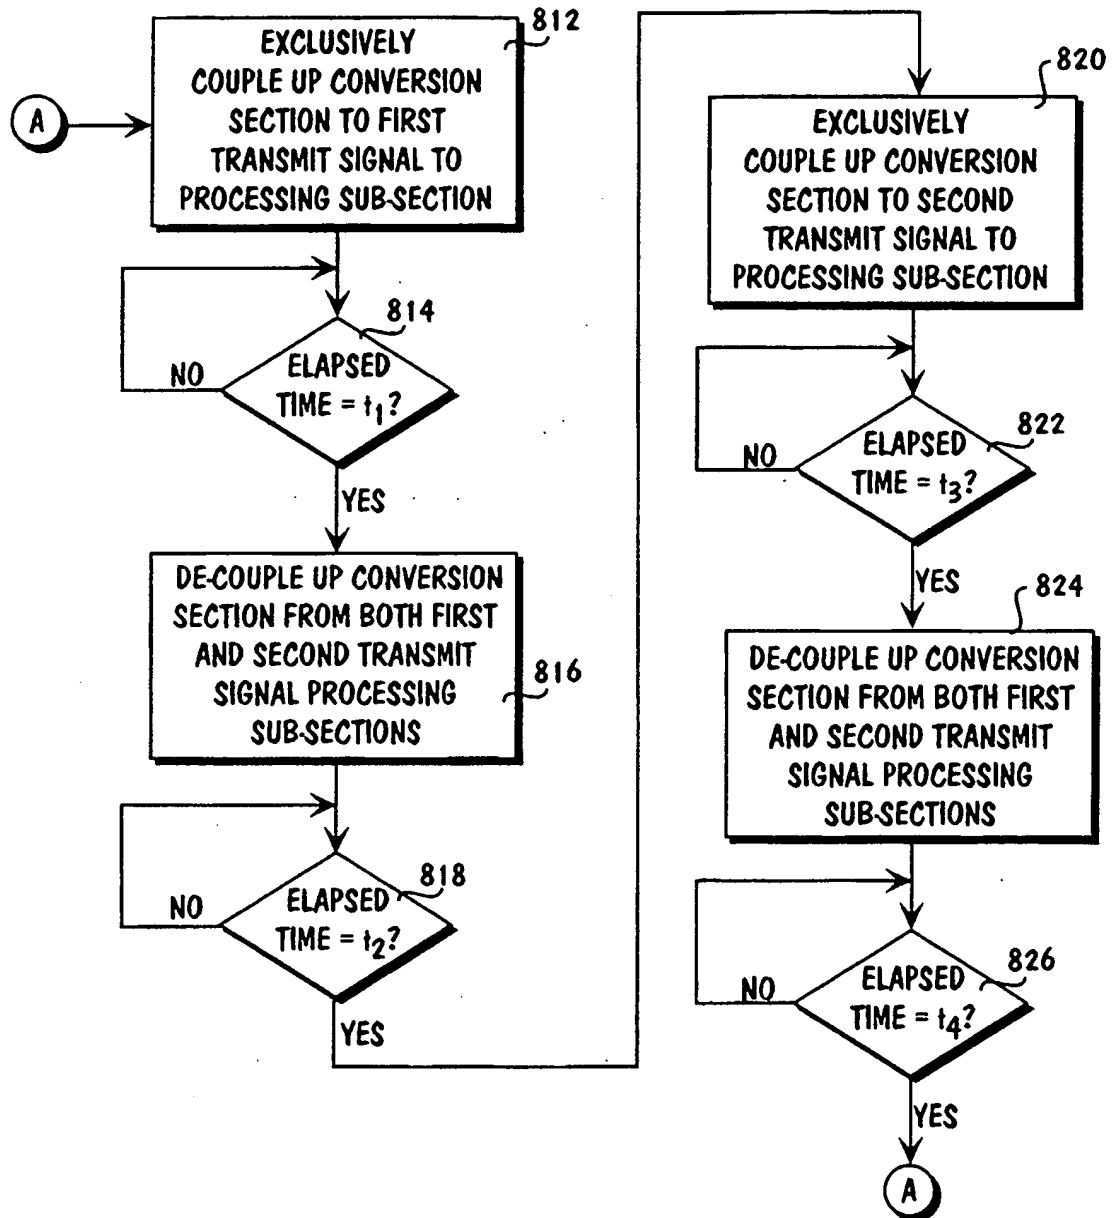 812
EXCLUSIVELY
COUPLE UP CONVERSION
SECTION TO FIRST
TRANSMIT SIGNAL TO
PROCESSING SUB-SECTION
A
814
ELAPSED
TIME = t1?
NO
YES
DE-COUPLE UP CONVERSION
SECTION FROM BOTH FIRST
AND SECOND TRANSMIT
SIGNAL PROCESSING
SUB-SECTIONS
816
818
ELAPSED
TIME = t2?
NO
YES
820
EXCLUSIVELY
COUPLE UP CONVERSION
SECTION TO SECOND
TRANSMIT SIGNAL TO
PROCESSING SUB-SECTION
822
ELAPSED
TIME = t3?
NO
YES
824
DE-COUPLE UP CONVERSION
SECTION FROM BOTH FIRST
AND SECOND TRANSMIT
SIGNAL PROCESSING
SUB-SECTIONS
826
ELAPSED
TIME = t4?
NO
YES
A